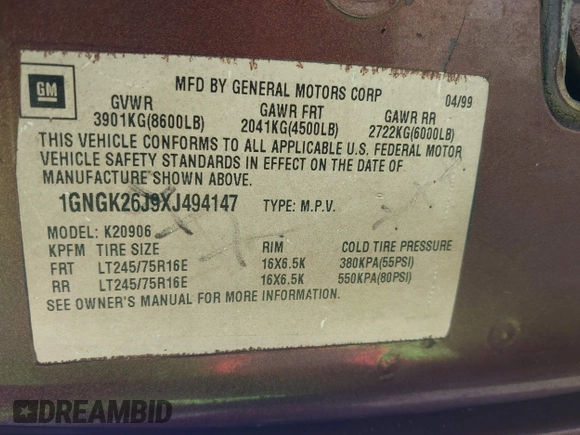 GM
MFD BY GENERAL MOTORS CORP 04/99
GVWR GAWR FRT GAWR RR
3901KG(8600LB) 2041KG(4500LB) 2722KG(6000LB)
THIS VEHICLE CONFORMS TO ALL APPLICABLE U.S. FEDERAL MOTOR
VEHICLE SAFETY STANDARDS IN EFFECT ON THE DATE OF
MANUFACTURE SHOWN ABOVE.
1GNGK26J9XJ494147 TYPE: M.P.V.
MODEL: K20906
KPFM TIRE SIZE RIM COLD TIRE PRESSURE
FRT LT245/75R16E 16X6.5K 380KPA(55PSI)
RR LT245/75R16E 16X6.5K 550KPA(80PSI)
SEE OWNER'S MANUAL FOR MORE INFORMATION.
DREAMBID